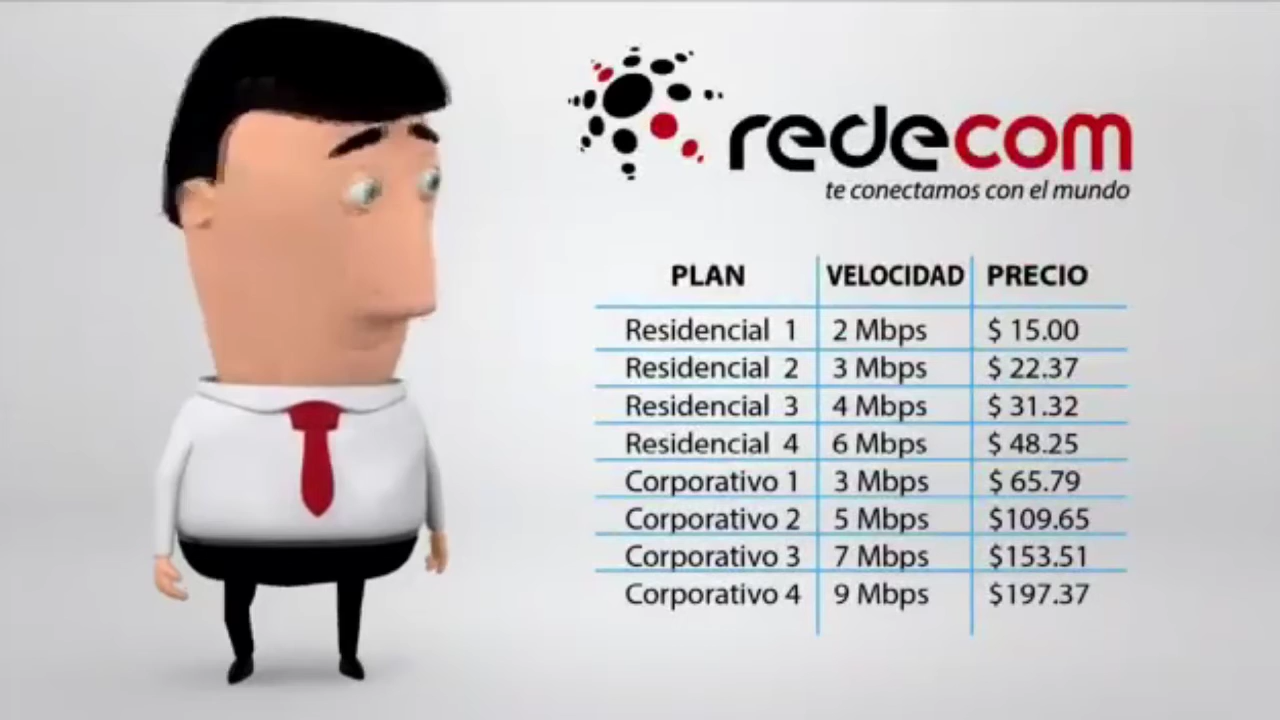 redecom
te conectamos con el mundo
PLAN VELOCIDAD PRECIO
Residencial 1 2 Mbps $ 15.00
Residencial 2 3 Mbps $ 22.37
Residencial 3 4 Mbps $ 31.32
Residencial 4 6 Mbps $ 48.25
Corporativo 1 3 Mbps $ 65.79
Corporativo 2 5 Mbps $109.65
Corporativo 3 7 Mbps $153.51
Corporativo 4 9 Mbps $197.37